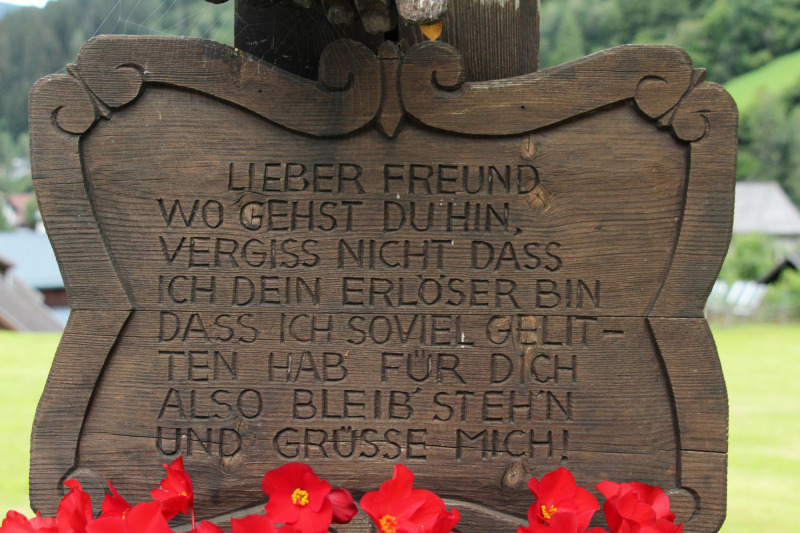 LIEBER FREUND
WO GEHST DU HIN,
VERGISS NICHT DASS
ICH DEIN ERLÖSER BIN
DASS ICH SOVIEL GELIT-
TEN HAB FÜR DICH
ALSO BLEIB' STEH'N
UND GRÜSSE MICH!